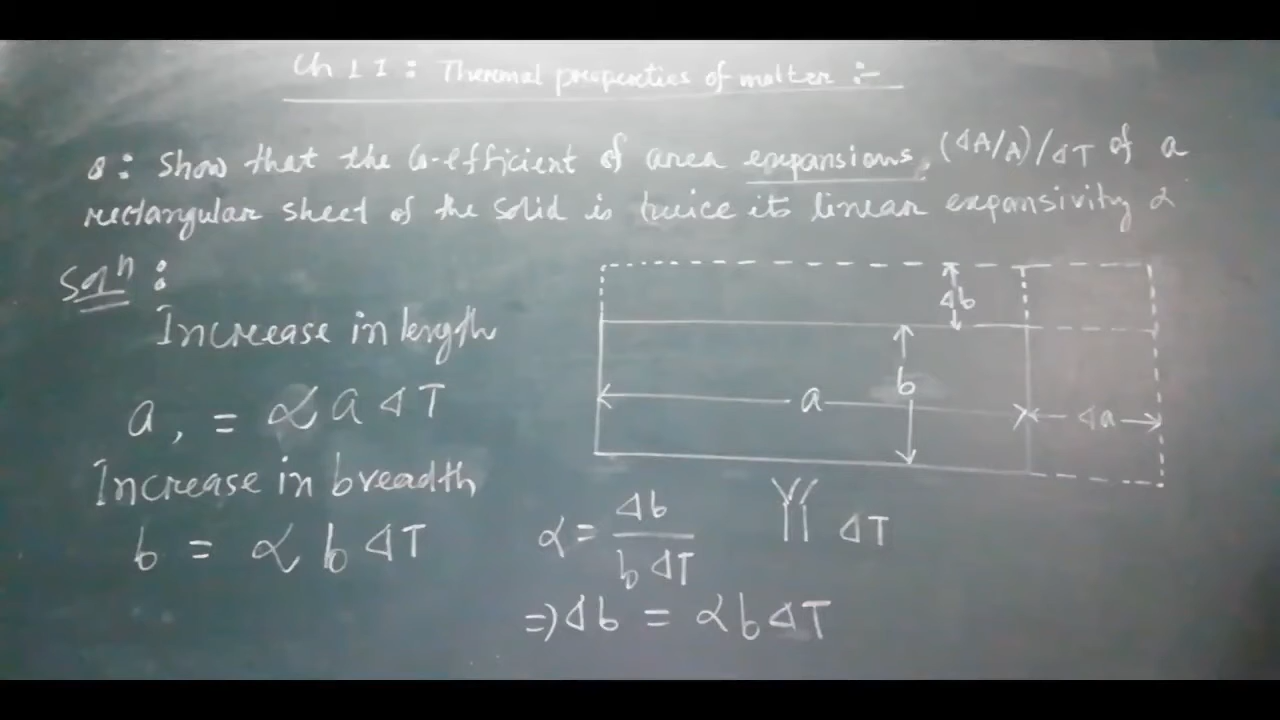 Ch 11 : Thermal properties of matter :-
Q : Show that the Co-efficient of area expansions, (ΔA/A)/ΔT of a
rectangular sheet of the solid is twice its linear expansivity α
Solⁿ :
Increase in length
a, = α a ΔT
Increase in breadth
b = α b ΔT
Δb
b
a
Δa
α = Δb / b ΔT
ΔT
=) Δb = α b ΔT